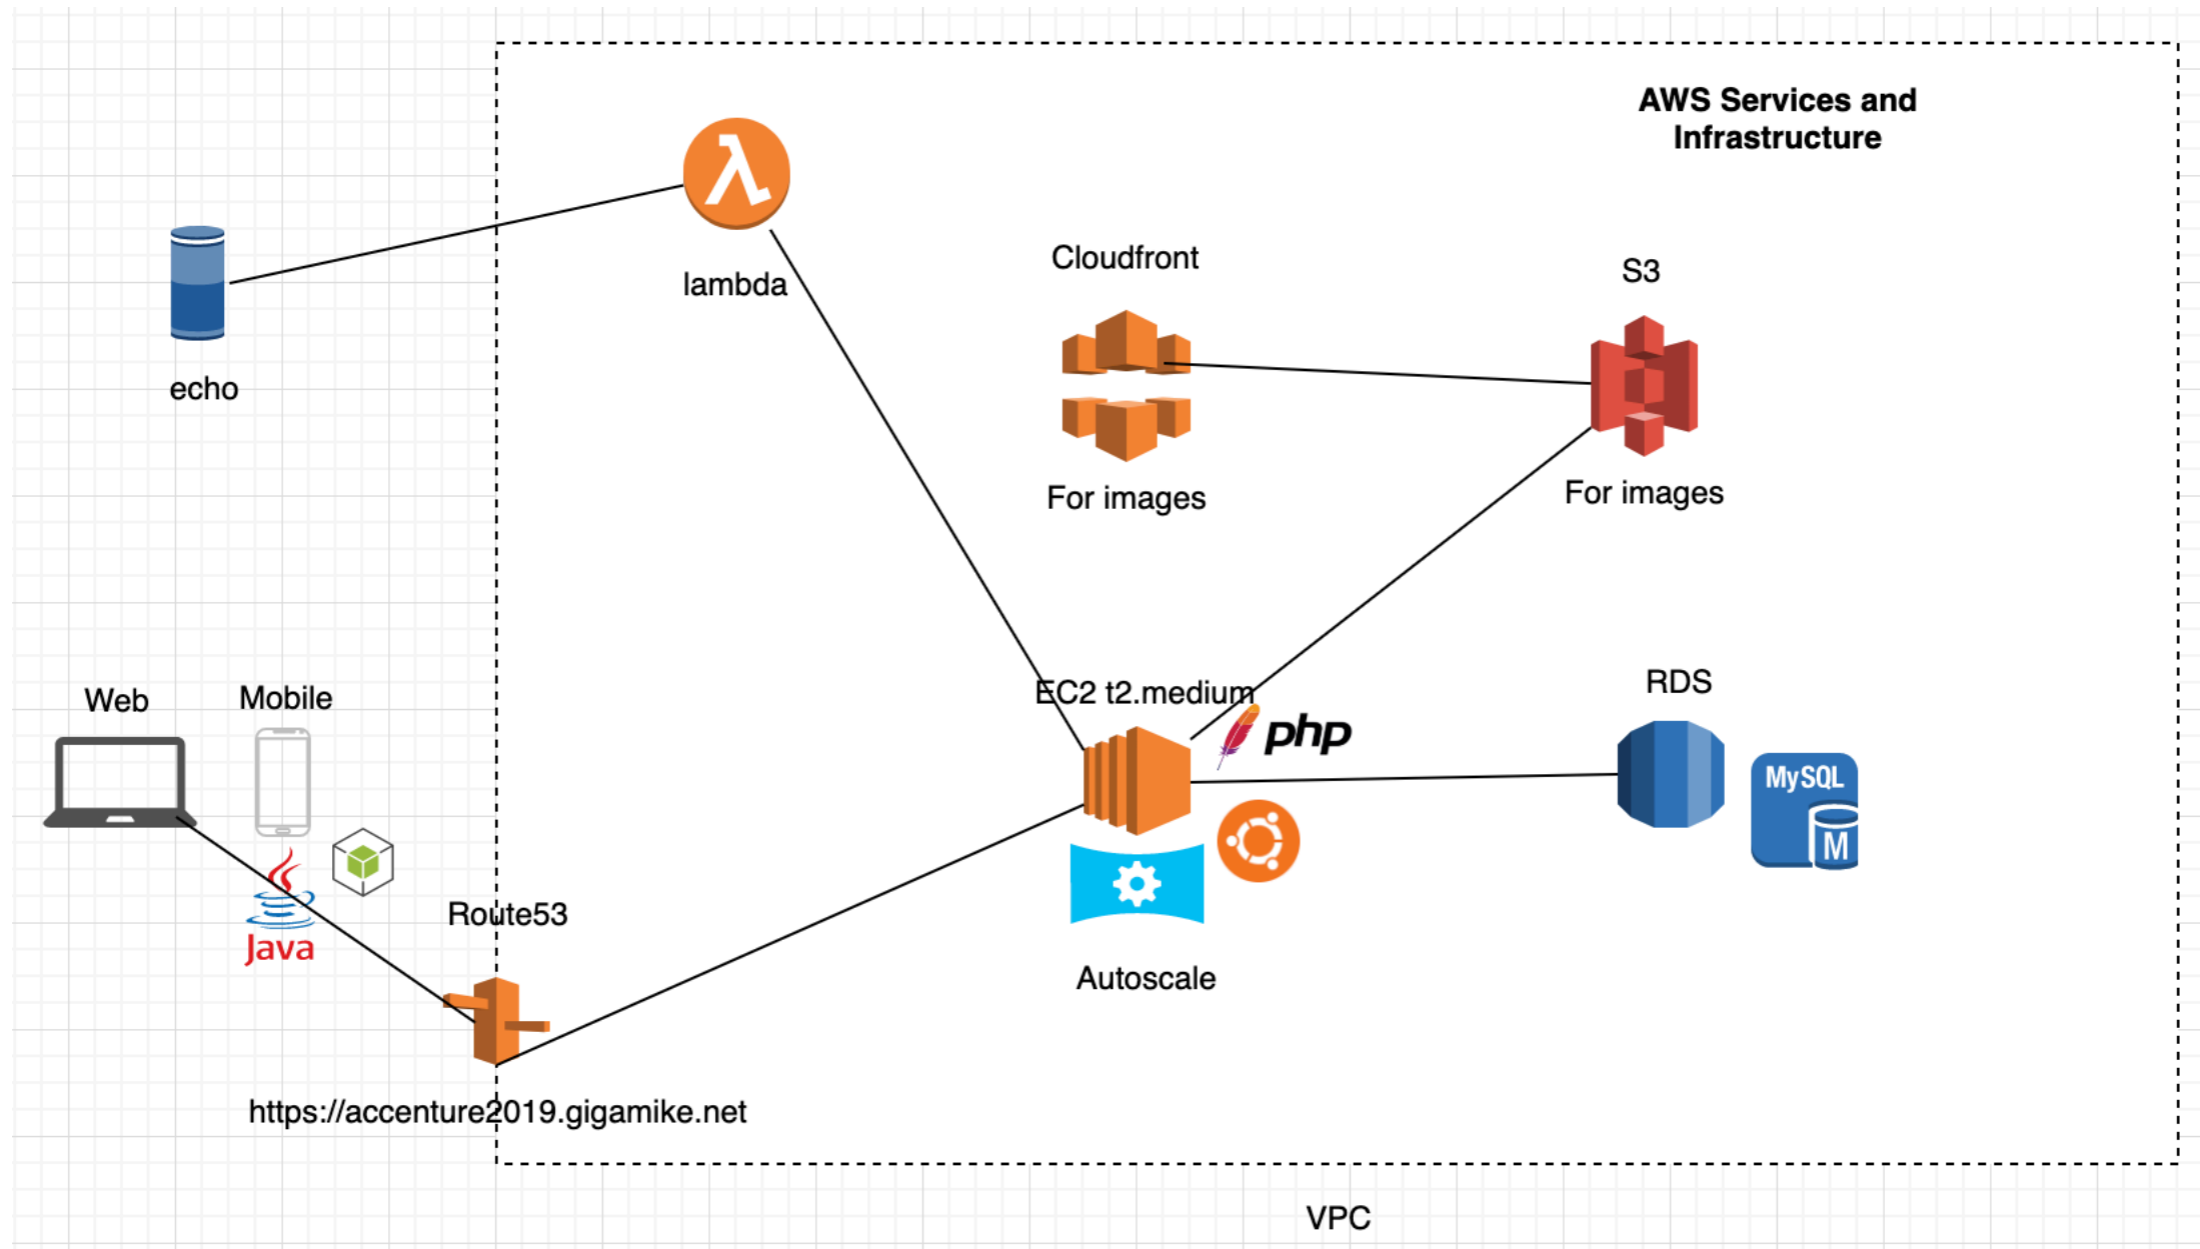 AWS Services and
Infrastructure
lambda
echo
Cloudfront
For images
S3
For images
Web
Mobile
Java
Route53
https://accenture2019.gigamike.net
EC2 t2.medium
php
Autoscale
RDS
MySQL
M
VPC